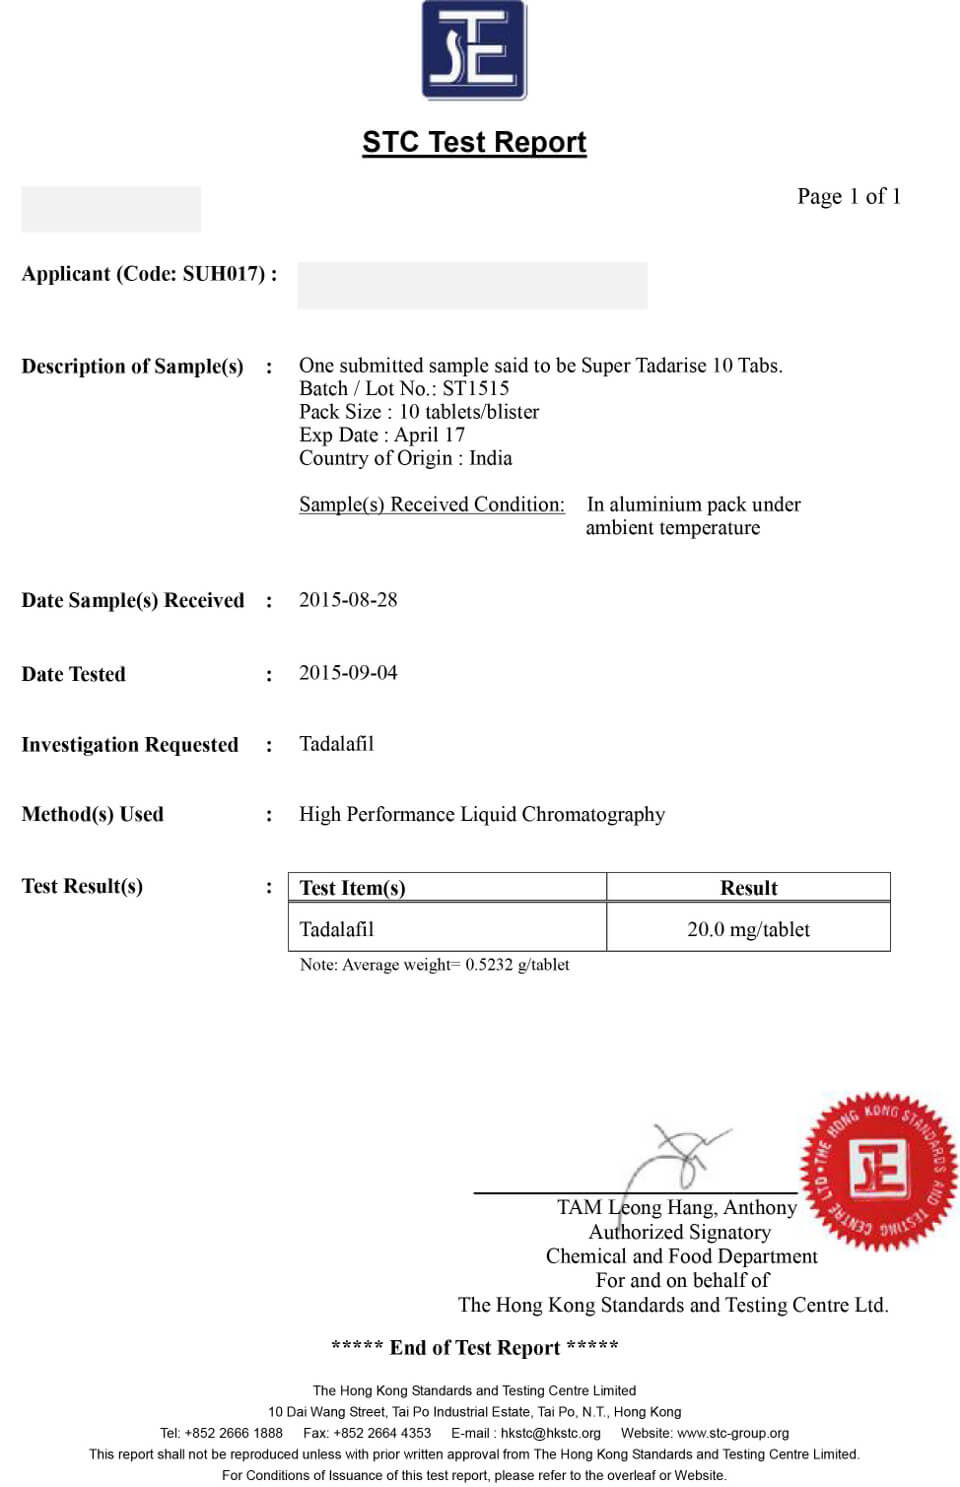 STE
STC Test Report
Page 1 of 1
Applicant (Code: SUH017) :
Description of Sample(s) : One submitted sample said to be Super Tadarise 10 Tabs.
Batch / Lot No.: ST1515
Pack Size : 10 tablets/blister
Exp Date : April 17
Country of Origin : India
Sample(s) Received Condition: In aluminium pack under
ambient temperature
Date Sample(s) Received : 2015-08-28
Date Tested : 2015-09-04
Investigation Requested : Tadalafil
Method(s) Used : High Performance Liquid Chromatography
Test Result(s) : Test Item(s) Result
Tadalafil 20.0 mg/tablet
Note: Average weight= 0.5232 g/tablet
THE HONG KONG STANDARDS AND TESTING CENTRE LTD
STE
TAM Leong Hang, Anthony
Authorized Signatory
Chemical and Food Department
For and on behalf of
The Hong Kong Standards and Testing Centre Ltd.
***** End of Test Report *****
The Hong Kong Standards and Testing Centre Limited
10 Dai Wang Street, Tai Po Industrial Estate, Tai Po, N.T., Hong Kong
Tel: +852 2666 1888 Fax: +852 2664 4353 E-mail : hkstc@hkstc.org Website: www.stc-group.org
This report shall not be reproduced unless with prior written approval from The Hong Kong Standards and Testing Centre Limited.
For Conditions of Issuance of this test report, please refer to the overleaf or Website.